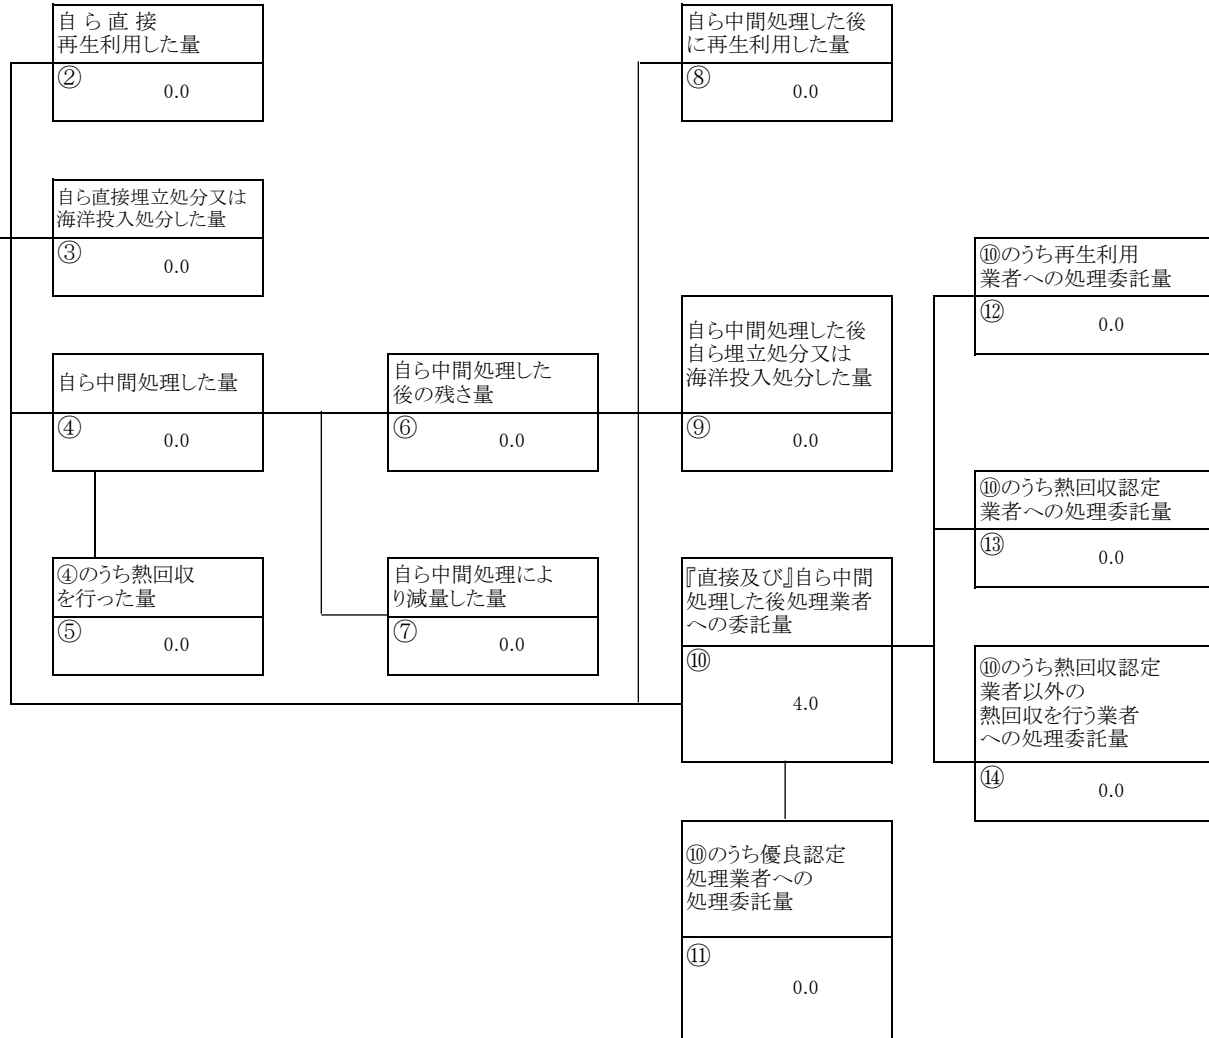 自 ら 直 接
再生利用した量
②
0.0
自ら中間処理した後
に再生利用した量
⑧
0.0
自ら直接埋立処分又は
海洋投入処分した量
③
0.0
⑩のうち再生利用
業者への処理委託量
⑫
0.0
自ら中間処理した量
④
0.0
自ら中間処理した
後の残さ量
⑥
0.0
自ら中間処理した後
自ら埋立処分又は
海洋投入処分した量
⑨
0.0
⑩のうち熱回収認定
業者への処理委託量
⑬
0.0
④のうち熱回収
を行った量
⑤
0.0
自ら中間処理によ
り減量した量
⑦
0.0
『直接及び』自ら中間
処理した後処理業者
への委託量
⑩
4.0
⑩のうち熱回収認定
業者以外の
熱回収を行う業者
への処理委託量
⑭
0.0
⑩のうち優良認定
処理業者への
処理委託量
⑪
0.0